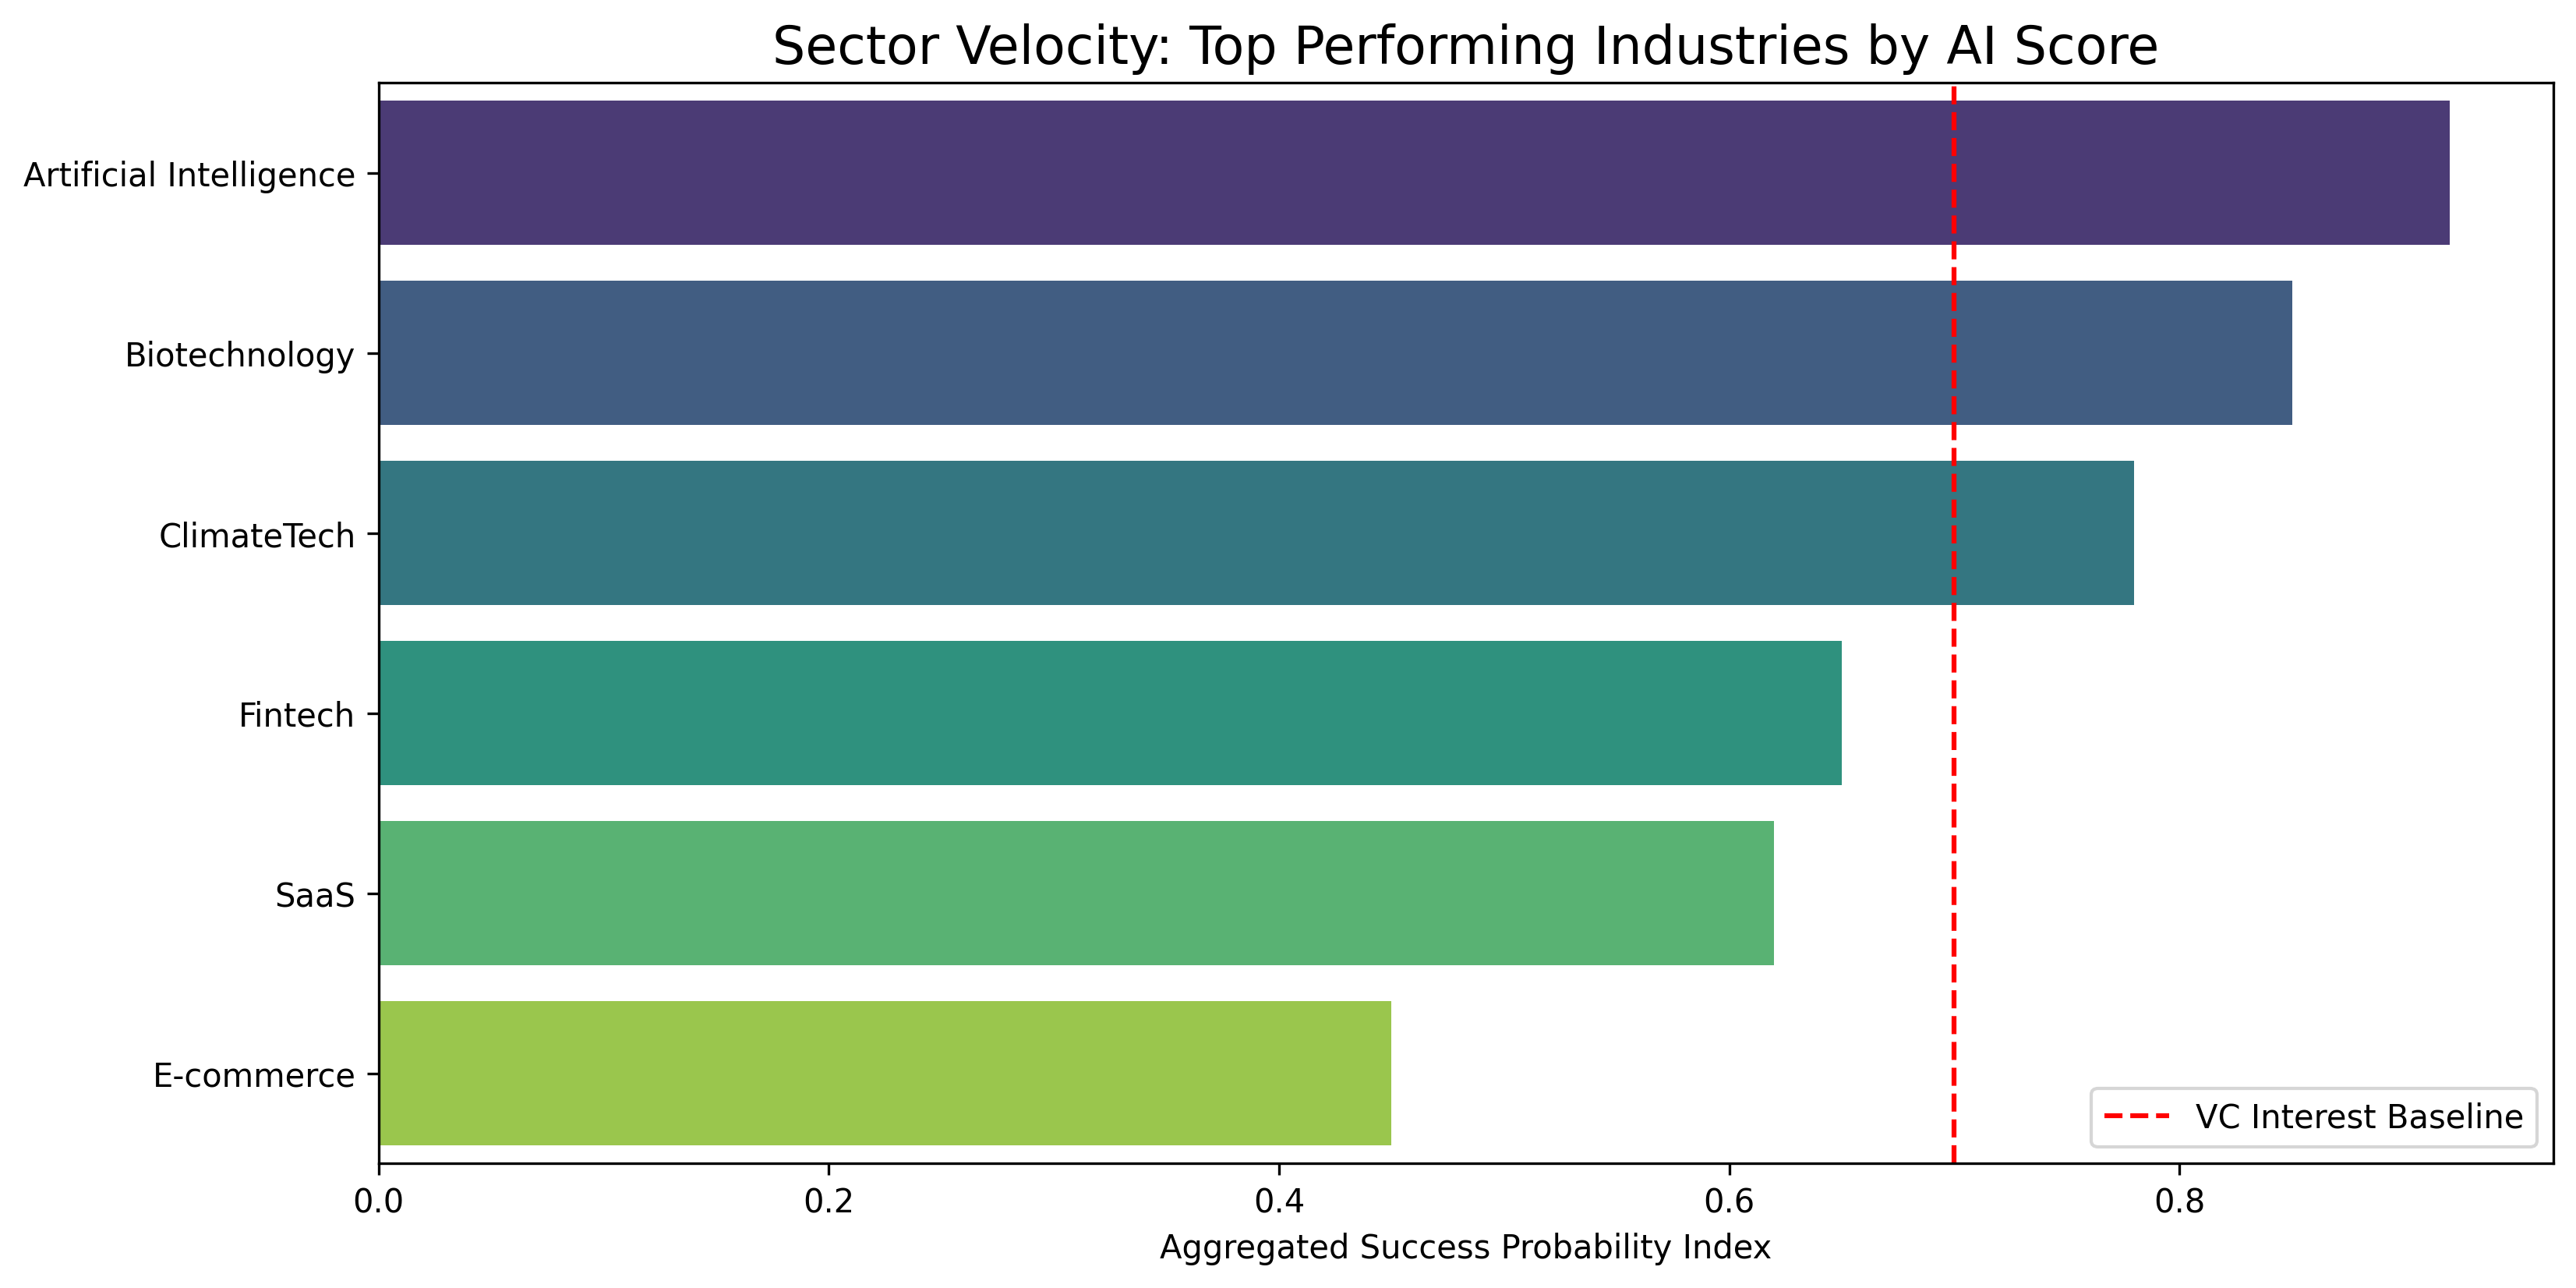 Sector Velocity: Top Performing Industries by AI Score
Artificial Intelligence
Biotechnology
ClimateTech
Fintech
SaaS
E-commerce
VC Interest Baseline
0.0 0.2 0.4 0.6 0.8
Aggregated Success Probability Index